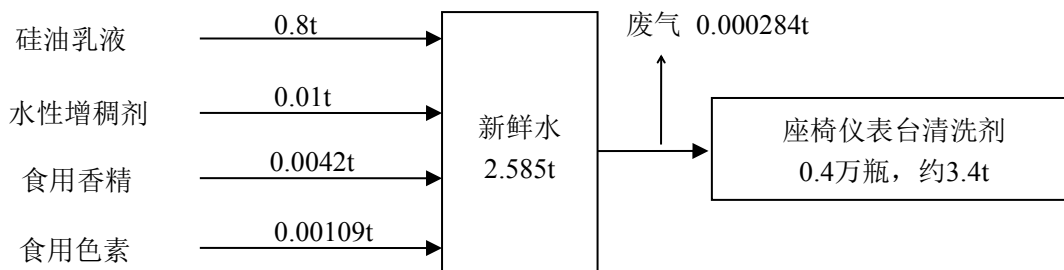 硅油乳液
0.8t
水性增稠剂
0.01t
食用香精
0.0042t
食用色素
0.00109t
新鲜水
2.585t
废气 0.000284t
座椅仪表台清洗剂
0.4万瓶，约3.4t